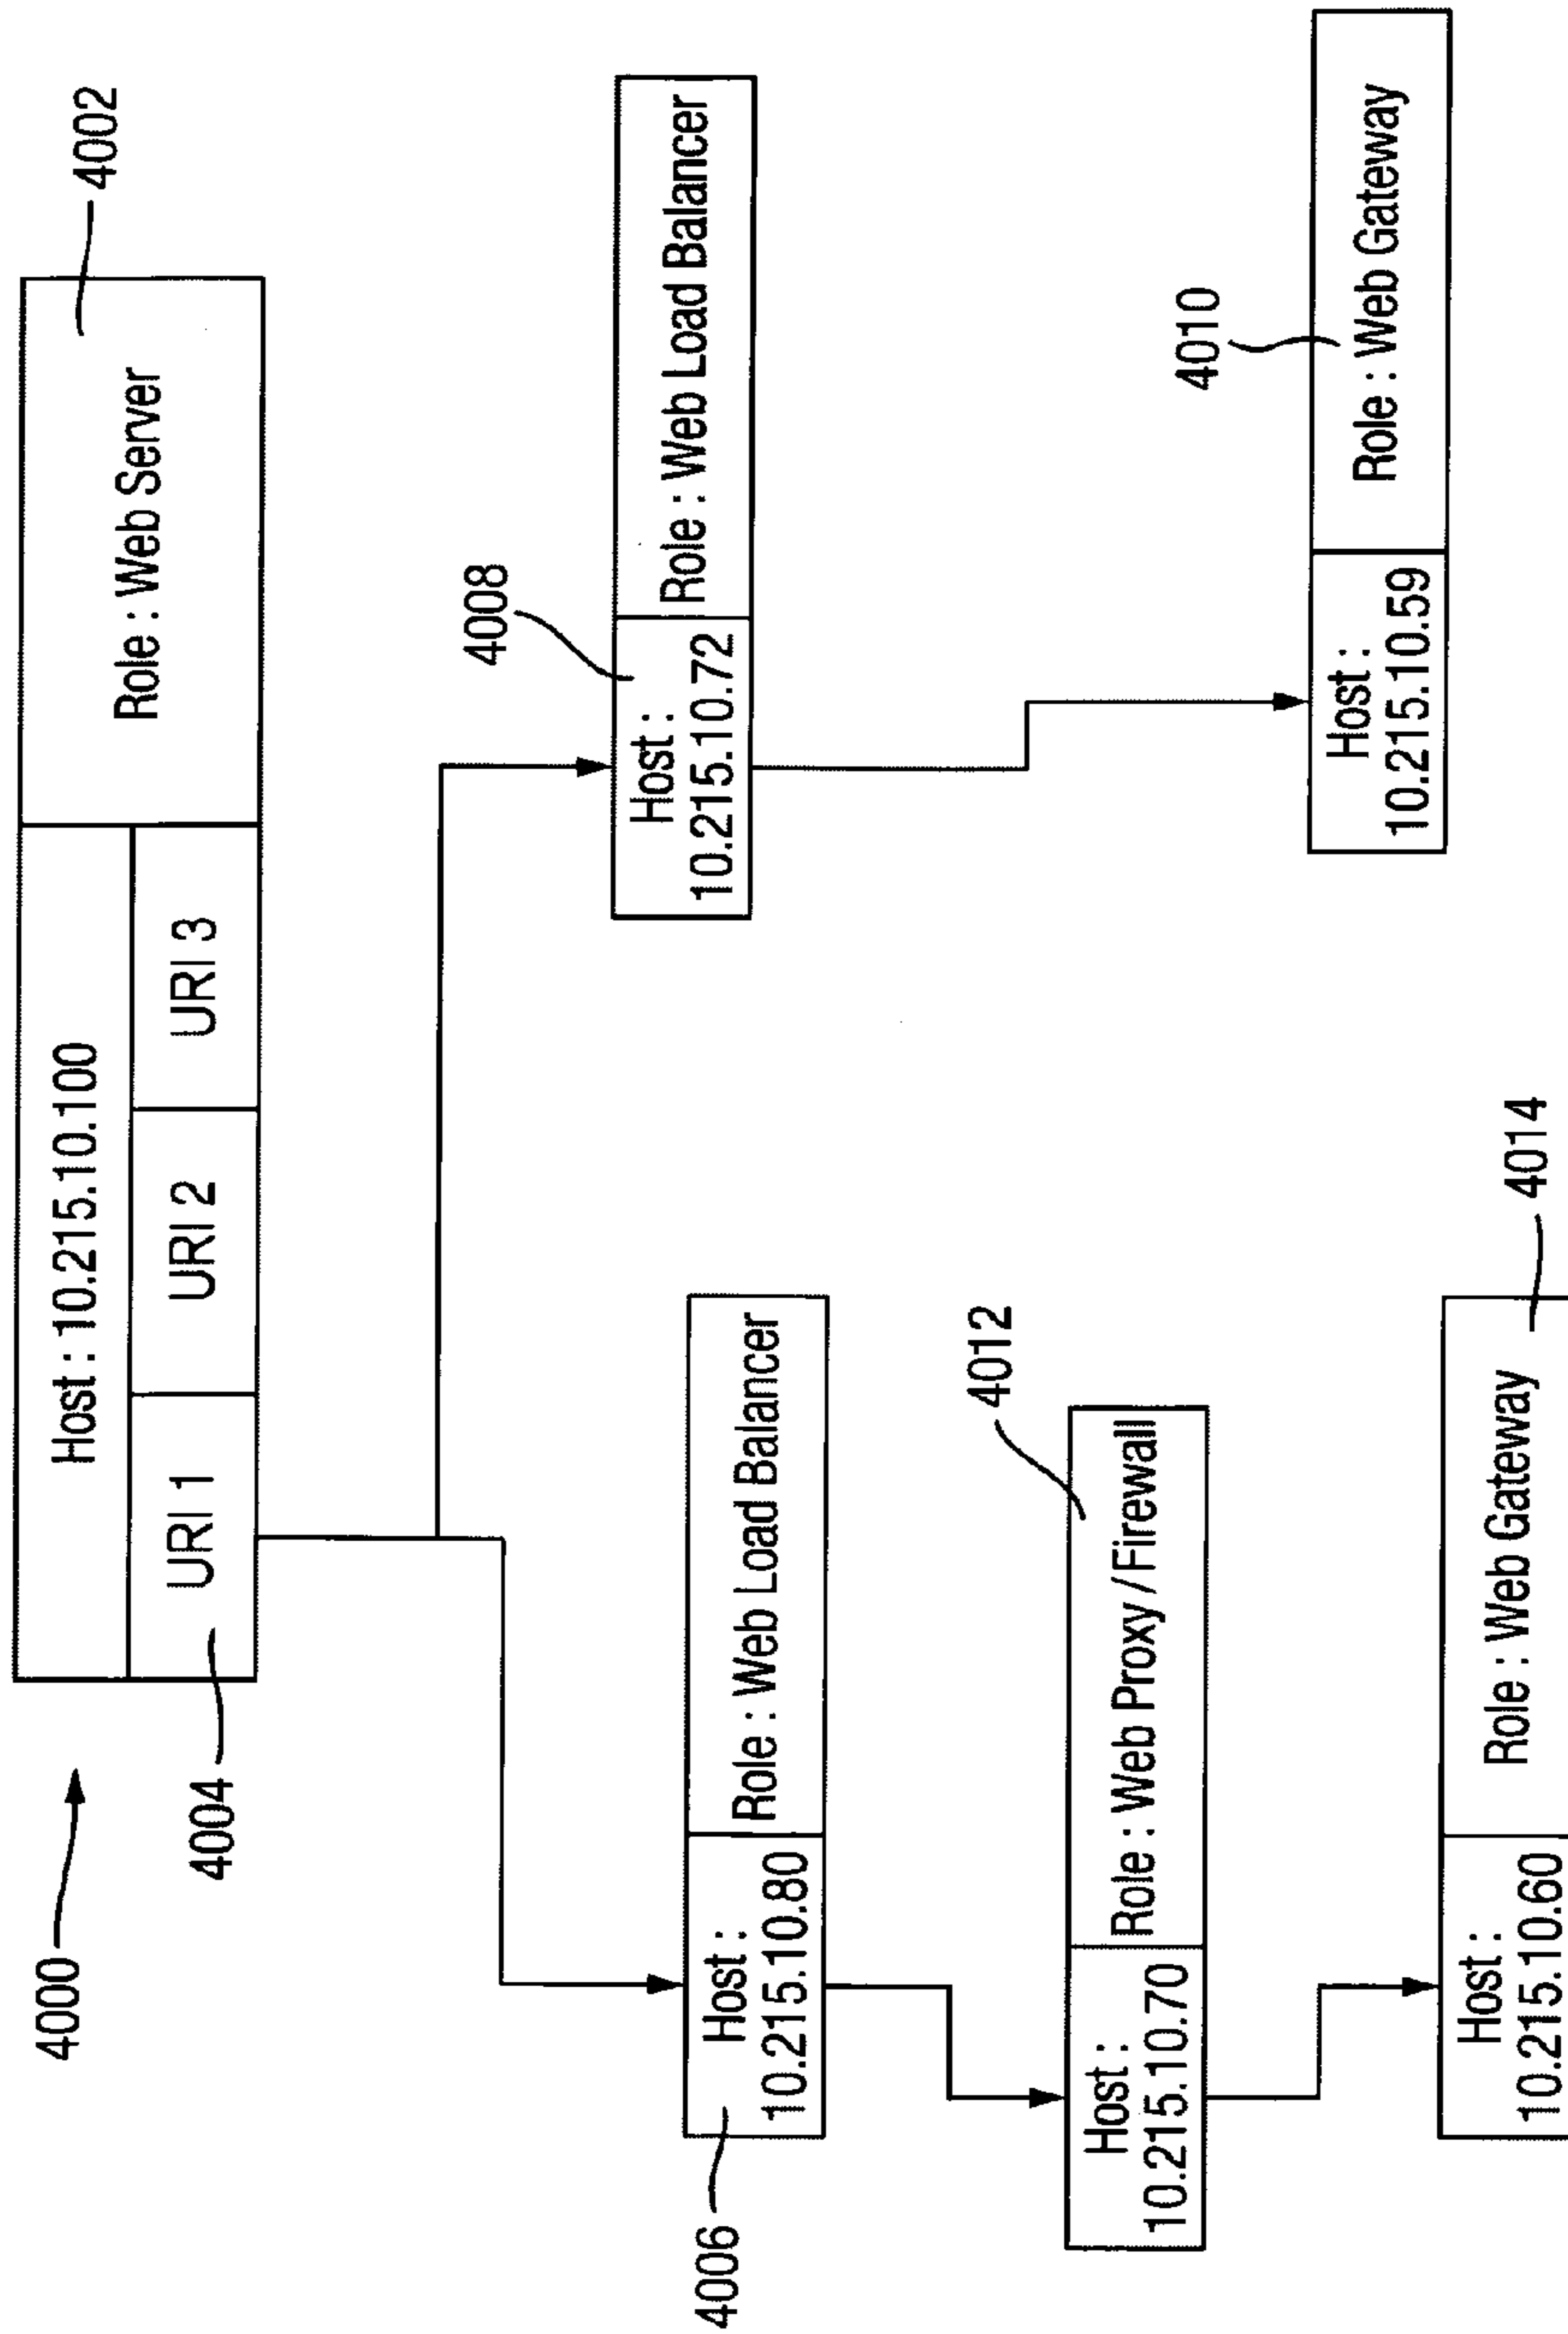 4000
Host : 10.215.10.100
Role : Web Server
4002
4004
URI 1
URI 2
URI 3
4008
Host :
10.215.10.72
Role : Web Load Balancer
4006
Host :
10.215.10.80
Role : Web Load Balancer
4012
Host :
10.215.10.70
Role : Web Proxy / Firewall
4010
Host :
10.215.10.59
Role : Web Gateway
Host :
10.215.10.60
Role : Web Gateway
4014